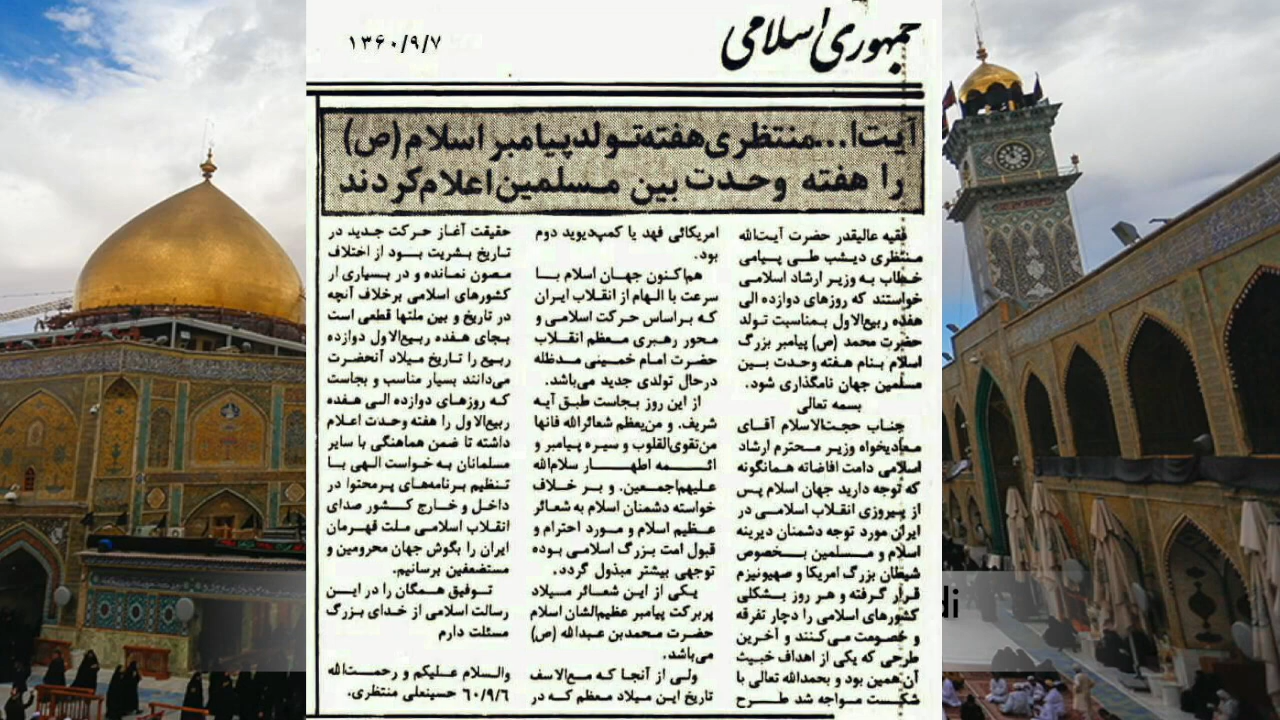 جمهوری اسلامی
۱۳۶۰/۹/۷
آیت‌ا... منتظری هفته تولد پیامبر اسلام (ص)
را هفته وحدت بین مسلمین اعلام کردند
فقیه عالیقدر حضرت آیت‌الله
منتظری دیشب طی پیامی
خطاب به وزیر ارشاد اسلامی
خواستند که روزهای دوازده الی
هفده ربیع‌الاول بمناسبت تولد
حضرت محمد (ص) پیامبر بزرگ
اسلام بنام هفته وحدت بین
مسلمین جهان نامگذاری شود.
بسمه تعالی
جناب حجت‌الاسلام آقای
معادیخواه وزیر محترم ارشاد
اسلامی دامت افاضاته همانگونه
که توجه دارید جهان اسلام پس
از پیروزی انقلاب اسلامی در
ایران مورد توجه دشمنان دیرینه
اسلام و مسلمین بخصوص
شیطان بزرگ امریکا و صهیونیزم
قرار گرفته و هر روز بشکلی
کشورهای اسلامی را دچار تفرقه
و خصومت می‌کنند و آخرین
طرحی که یکی از اهداف خبیث
آن همین بود و بحمدالله تعالی با
شکست مواجه شد طرح
امریکائی فهد یا کمپ‌دیوید دوم
بود.
هم‌اکنون جهان اسلام با
سرعت با الهام از انقلاب ایران
که براساس حرکت اسلامی و
محور رهبری معظم انقلاب
حضرت امام خمینی مدظله
درحال تولدی جدید می‌باشد.
از این روز بجاست طبق آیه
شریف. و من‌یعظم شعائرالله فانها
من‌تقوی‌القلوب و سیره پیامبر و
ائمه اطهار سلام‌الله
علیهم‌اجمعین. و بر خلاف
خواسته دشمنان اسلام به شعائر
عظیم اسلام و مورد احترام و
قبول امت بزرگ اسلامی بوده
توجهی بیشتر مبذول گردد.
یکی از این شعائر میلاد
پربرکت پیامبر عظیم‌الشان اسلام
حضرت محمدبن عبدالله (ص)
می‌باشد.
ولی از آنجا که مع‌الاسف
تاریخ این میلاد معظم که در
حقیقت آغاز حرکت جدید در
تاریخ بشریت بود از اختلاف
مصون نمانده و در بسیاری از
کشورهای اسلامی برخلاف آنچه
در تاریخ و بین ملتها قطعی است
بجای هفده ربیع‌الاول دوازده
ربیع را تاریخ میلاد آنحضرت
می‌دانند بسیار مناسب و بجاست
که روزهای دوازده الی هفده
ربیع‌الاول را هفته وحدت اعلام
داشته تا ضمن هماهنگی با سایر
مسلمانان به خواست الهی با
تنظیم برنامه‌های پرمحتوا در
داخل و خارج کشور صدای
انقلاب اسلامی ملت قهرمان
ایران را بگوش جهان محرومین و
مستضعفین برسانیم.
توفیق همگان را در این
رسالت اسلامی از خدای بزرگ
مسئلت دارم
والسلام علیکم و رحمت‌الله
۶۰/۹/۶ حسینعلی منتظری.
di